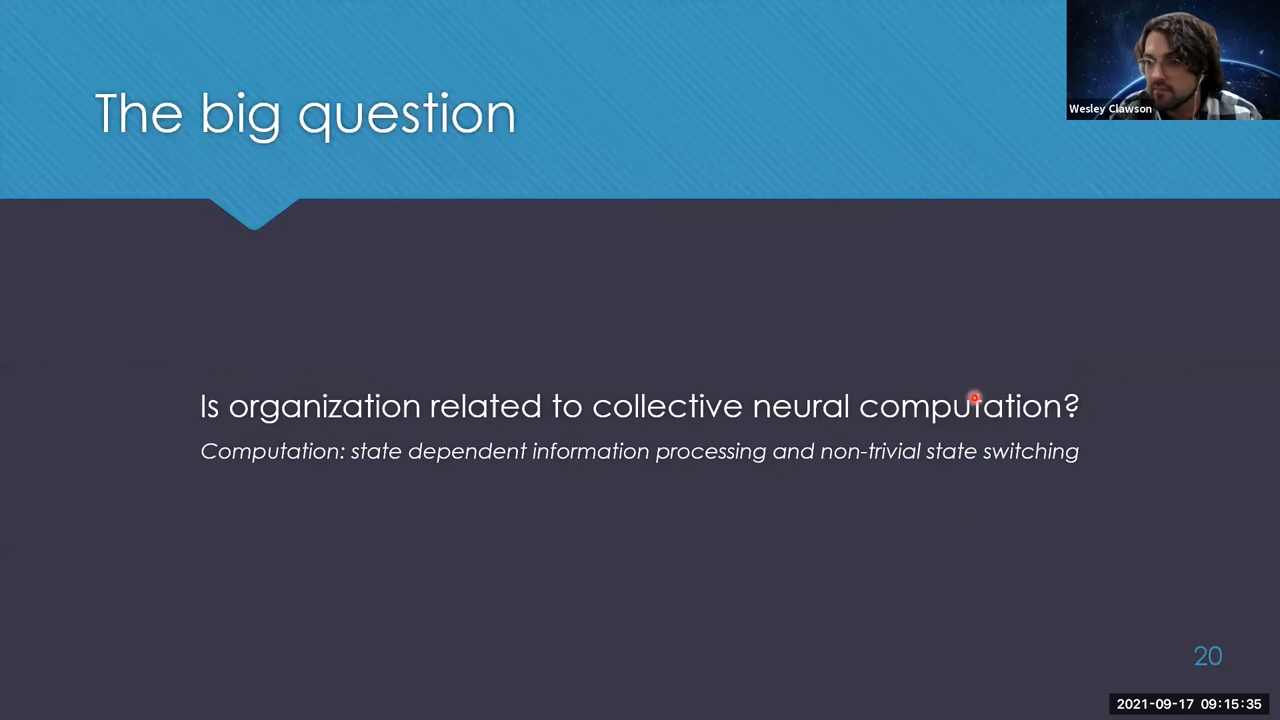 The big question
Wesley Clawson
Is organization related to collective neural computation?
Computation: state dependent information processing and non-trivial state switching
20
2021-09-17 09:15:35